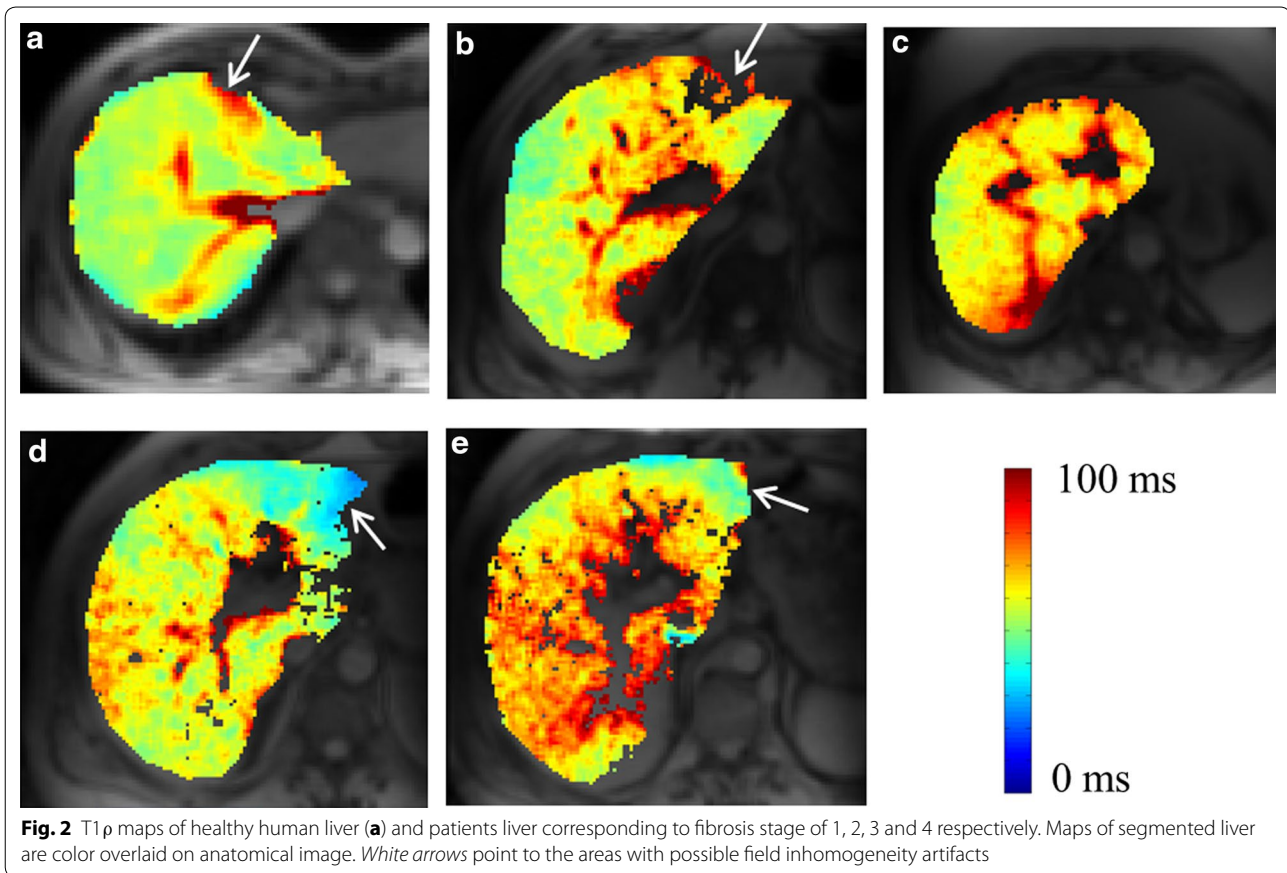 a
b
c
d
e
100 ms
0 ms
Fig. 2 T1ρ maps of healthy human liver (a) and patients liver corresponding to fibrosis stage of 1, 2, 3 and 4 respectively. Maps of segmented liver
are color overlaid on anatomical image. White arrows point to the areas with possible field inhomogeneity artifacts